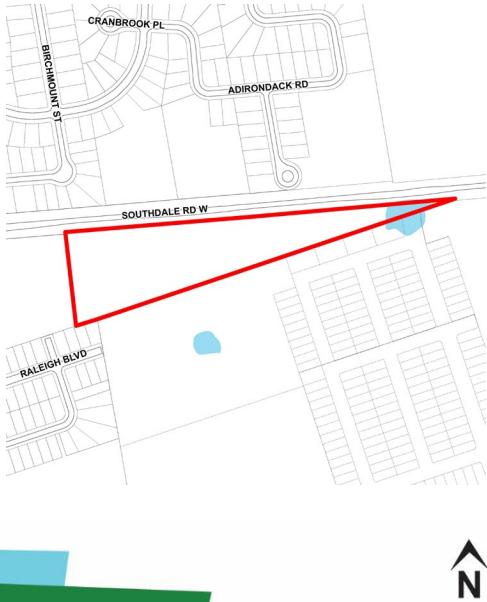 CRANBROOK PL
BIRCHMOUNT ST
ADIRONDACK RD
SOUTHDALE RD W
RALEIGH BLVD
N